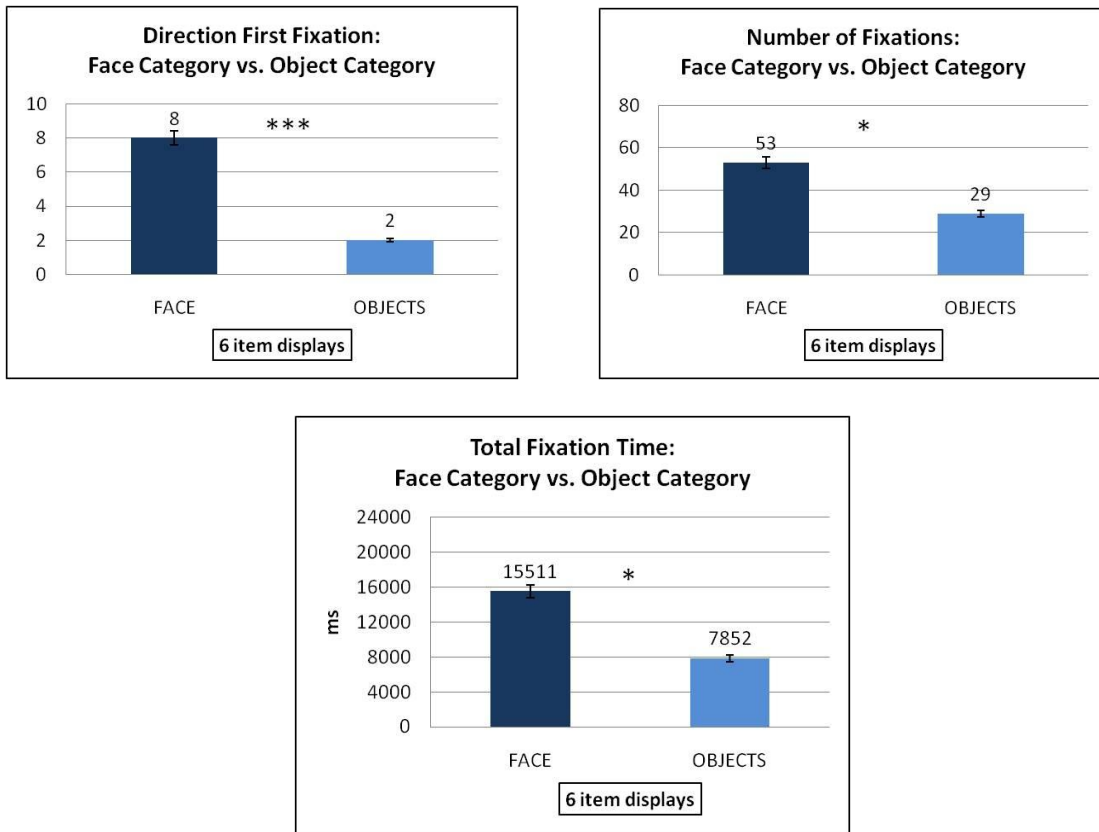 Direction First Fixation:
Face Category vs. Object Category
10
8
6
4
2
0
8
***
2
FACE OBJECTS
6 item displays
Number of Fixations:
Face Category vs. Object Category
80
60
40
20
0
53
*
29
FACE OBJECTS
6 item displays
Total Fixation Time:
Face Category vs. Object Category
ms
24000
20000
16000
12000
8000
4000
0
15511
*
7852
FACE OBJECTS
6 item displays